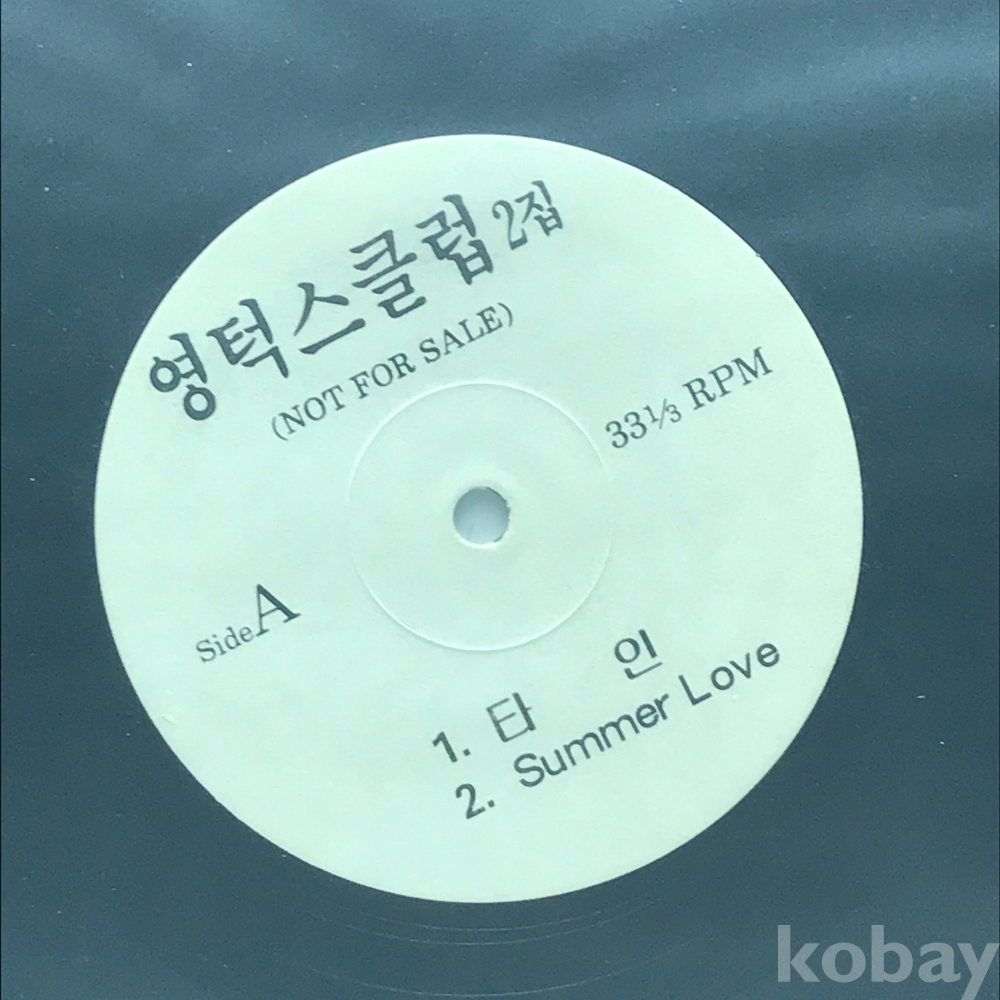 영턱스클럽 2집
(NOT FOR SALE)
33⅓ RPM
Side A
1. 타 인
2. Summer Love
kobay